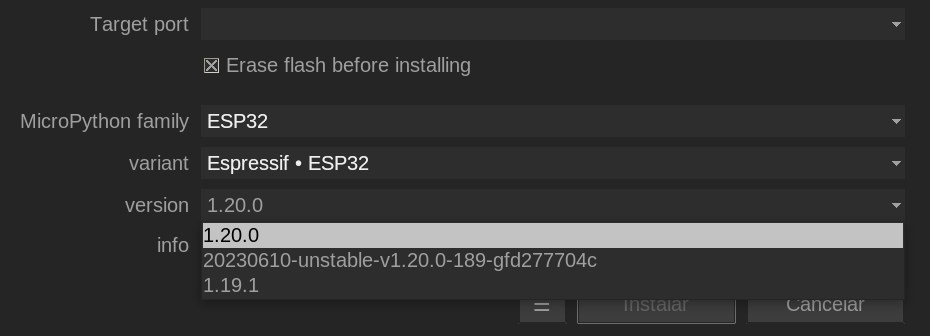 Target port
Erase flash before installing
MicroPython family ESP32
variant Espressif • ESP32
version 1.20.0
1.20.0
info
20230610-unstable-v1.20.0-189-gfd277704c
1.19.1
Instalar Cancelar